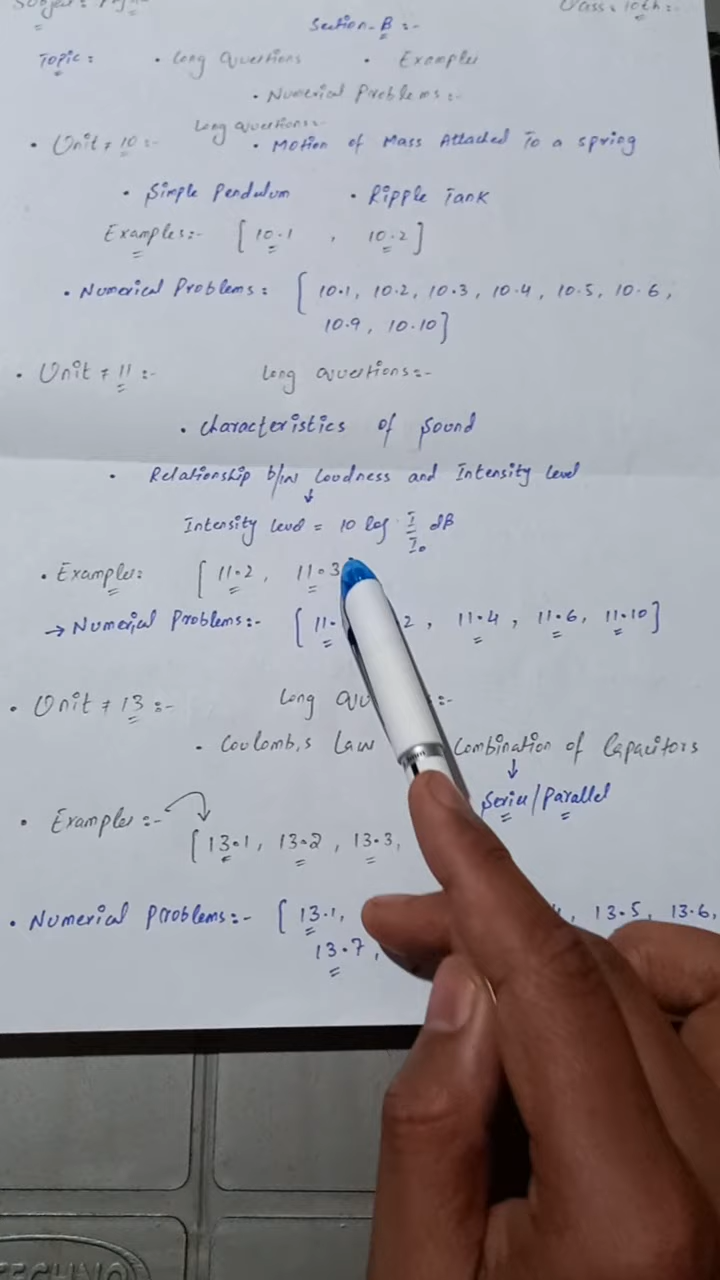 Class: 10th :-
Section-B :-
Topic: • Long Questions • Examples
• Numerical Problems :-
Long Questions:-
• Unit # 10 :- • Motion of Mass Attached To a spring
• Simple Pendulum • Ripple Tank
Examples:- [ 10.1 , 10.2 ]
• Numerical Problems: [ 10.1, 10.2, 10.3, 10.4, 10.5, 10.6,
10.9, 10.10 ]
• Unit # 11 :- Long Questions:-
• Characteristics of Sound
• Relationship b/w Loudness and Intensity level
↓
Intensity level = 10 log I/I₀ dB
• Example: [ 11.2, 11.3
→ Numerical Problems:- [ 11. 2, 11.4, 11.6, 11.10 ]
• Unit # 13 :- Long Qu :-
• Coulomb,s Law Combination of Capacitors
↓
Series/Parallel
• Examples :- [ 13.1, 13.2, 13.3,
• Numerical Problems:- [ 13.1, , 13.5, 13.6,
13.7,
TECHNO